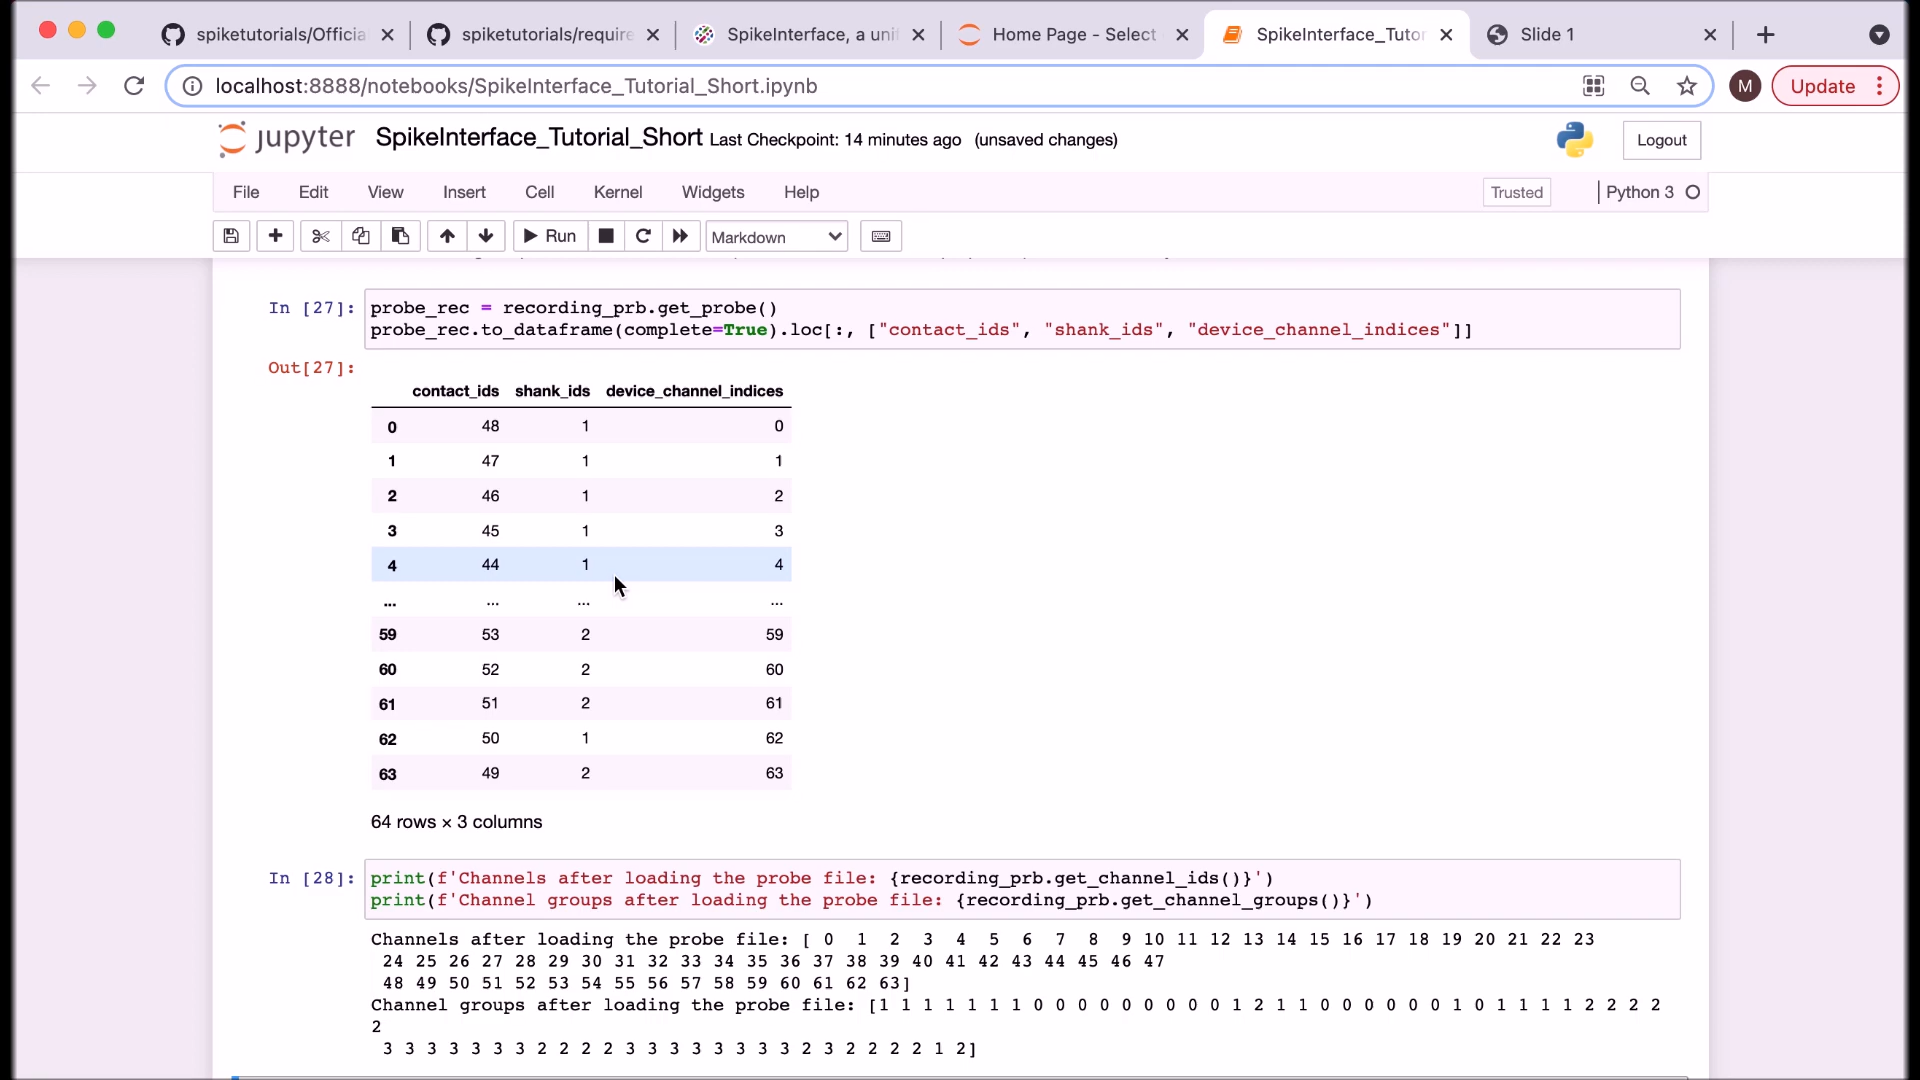 spiketutorials/Officia
spiketutorials/require
SpikeInterface, a uni
Home Page - Select
SpikeInterface_Tutor
Slide 1
localhost:8888/notebooks/SpikeInterface_Tutorial_Short.ipynb
M
Update
jupyter
SpikeInterface_Tutorial_Short Last Checkpoint: 14 minutes ago (unsaved changes)
Logout
File Edit View Insert Cell Kernel Widgets Help
Trusted
Python 3
Run
Markdown
In [27]: probe_rec = recording_prb.get_probe()
probe_rec.to_dataframe(complete=True).loc[:, ["contact_ids", "shank_ids", "device_channel_indices"]]
Out[27]:
contact_ids shank_ids device_channel_indices
0 48 1 0
1 47 1 1
2 46 1 2
3 45 1 3
4 44 1 4
... ... ... ...
59 53 2 59
60 52 2 60
61 51 2 61
62 50 1 62
63 49 2 63
64 rows × 3 columns
In [28]: print(f'Channels after loading the probe file: {recording_prb.get_channel_ids()}')
print(f'Channel groups after loading the probe file: {recording_prb.get_channel_groups()}')
Channels after loading the probe file: [ 0 1 2 3 4 5 6 7 8 9 10 11 12 13 14 15 16 17 18 19 20 21 22 23
24 25 26 27 28 29 30 31 32 33 34 35 36 37 38 39 40 41 42 43 44 45 46 47
48 49 50 51 52 53 54 55 56 57 58 59 60 61 62 63]
Channel groups after loading the probe file: [1 1 1 1 1 1 1 0 0 0 0 0 0 0 0 0 1 2 1 1 0 0 0 0 0 0 1 0 1 1 1 1 2 2 2 2
2
3 3 3 3 3 3 3 2 2 2 2 3 3 3 3 3 3 3 3 2 3 2 2 2 2 1 2]